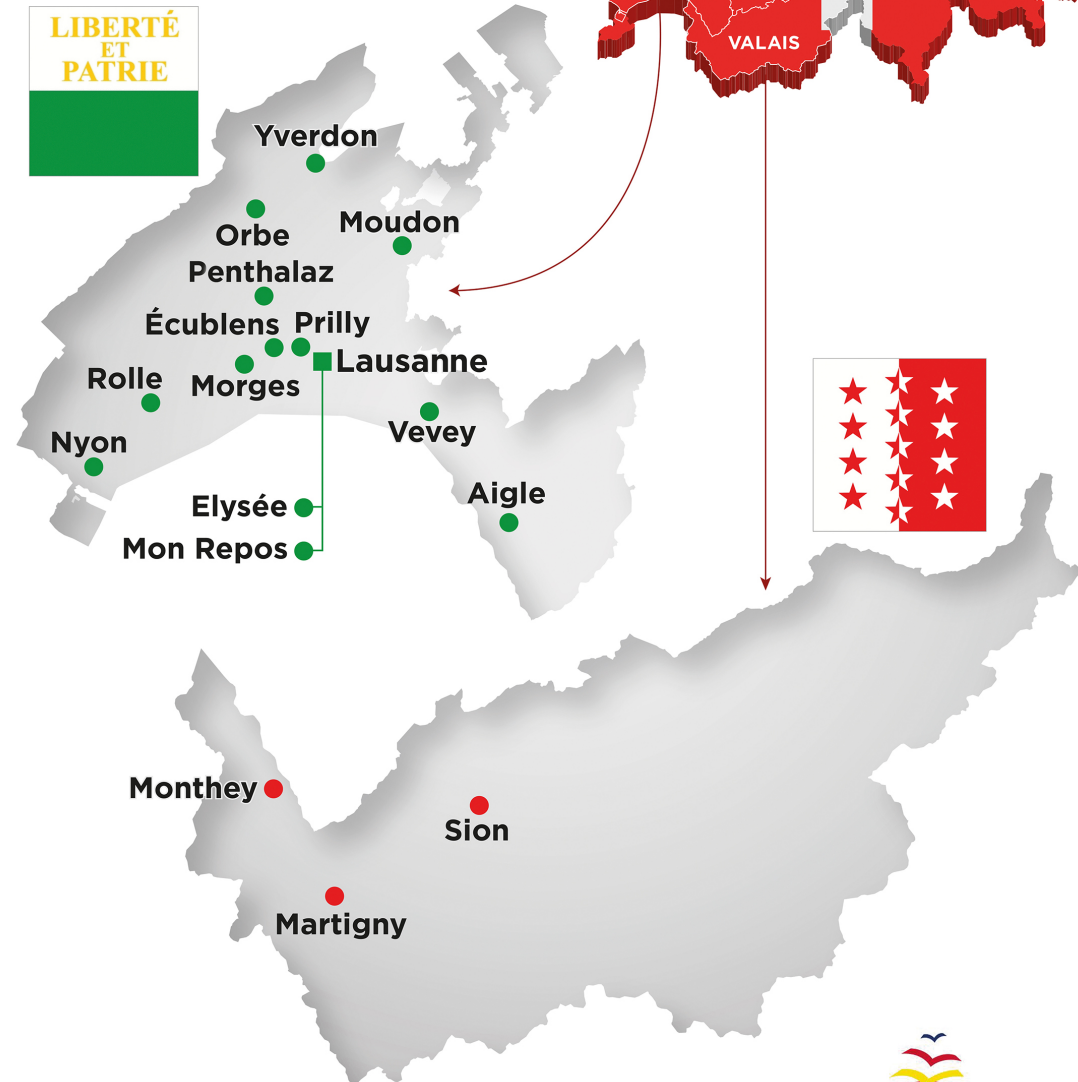 LIBERTÉ
ET
PATRIE
VALAIS
Yverdon
Orbe
Moudon
Penthalaz
Écublens
Prilly
Lausanne
Rolle
Morges
Nyon
Vevey
Elysée
Aigle
Mon Repos
Monthey
Sion
Martigny